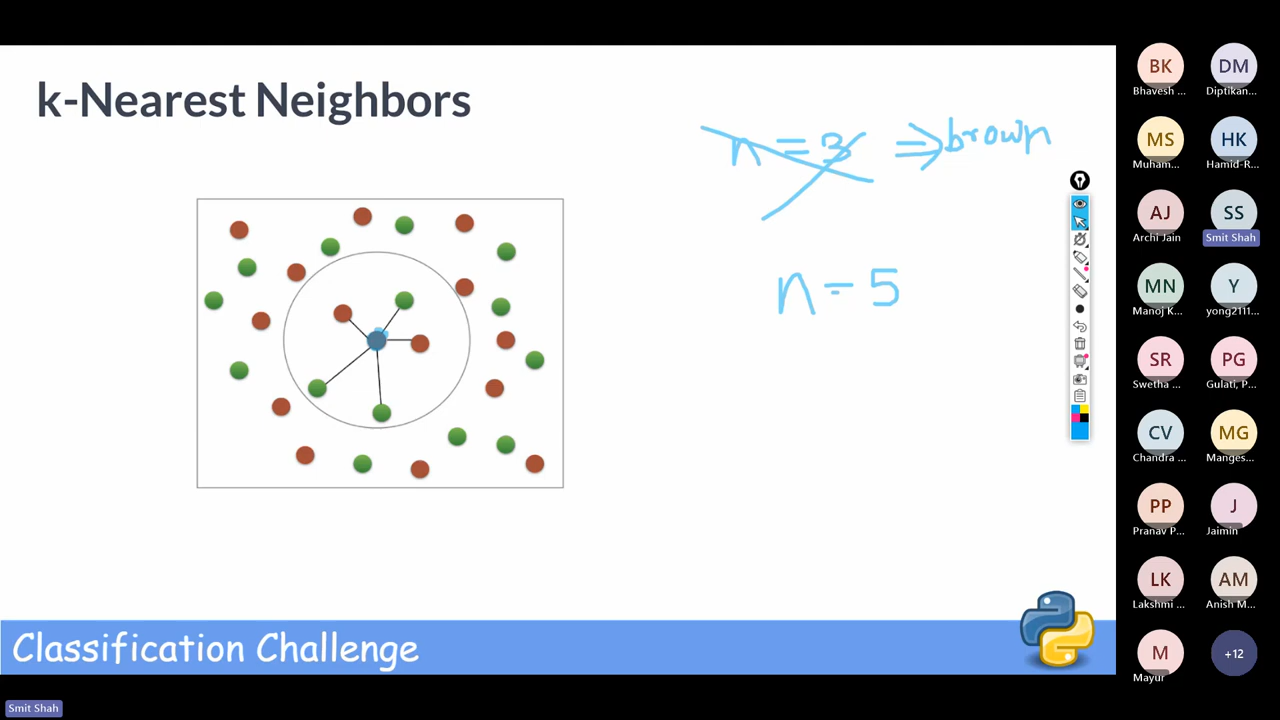 k-Nearest Neighbors
n = 3 ⇒ brown
n = 5
Classification Challenge
BK
Bhavesh ...
DM
Diptikan...
MS
Muham...
HK
Hamid-R...
AJ
Archi Jain
SS
Smit Shah
MN
Manoj K...
Y
yong2111...
SR
Swetha ...
PG
Gulati, P...
CV
Chandra ...
MG
Manges...
PP
Pranav P...
J
Jaimin
LK
Lakshmi ...
AM
Anish M...
M
Mayur
+12
Smit Shah